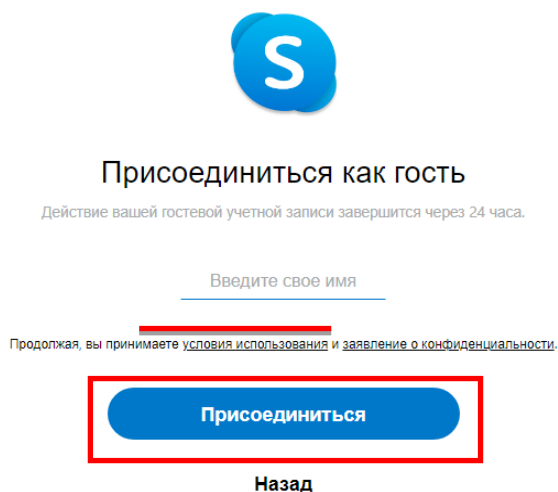 S
Присоединиться как гость
Действие вашей гостевой учетной записи завершится через 24 часа.
Введите свое имя
Продолжая, вы принимаете условия использования и заявление о конфиденциальности.
Присоединиться
Назад